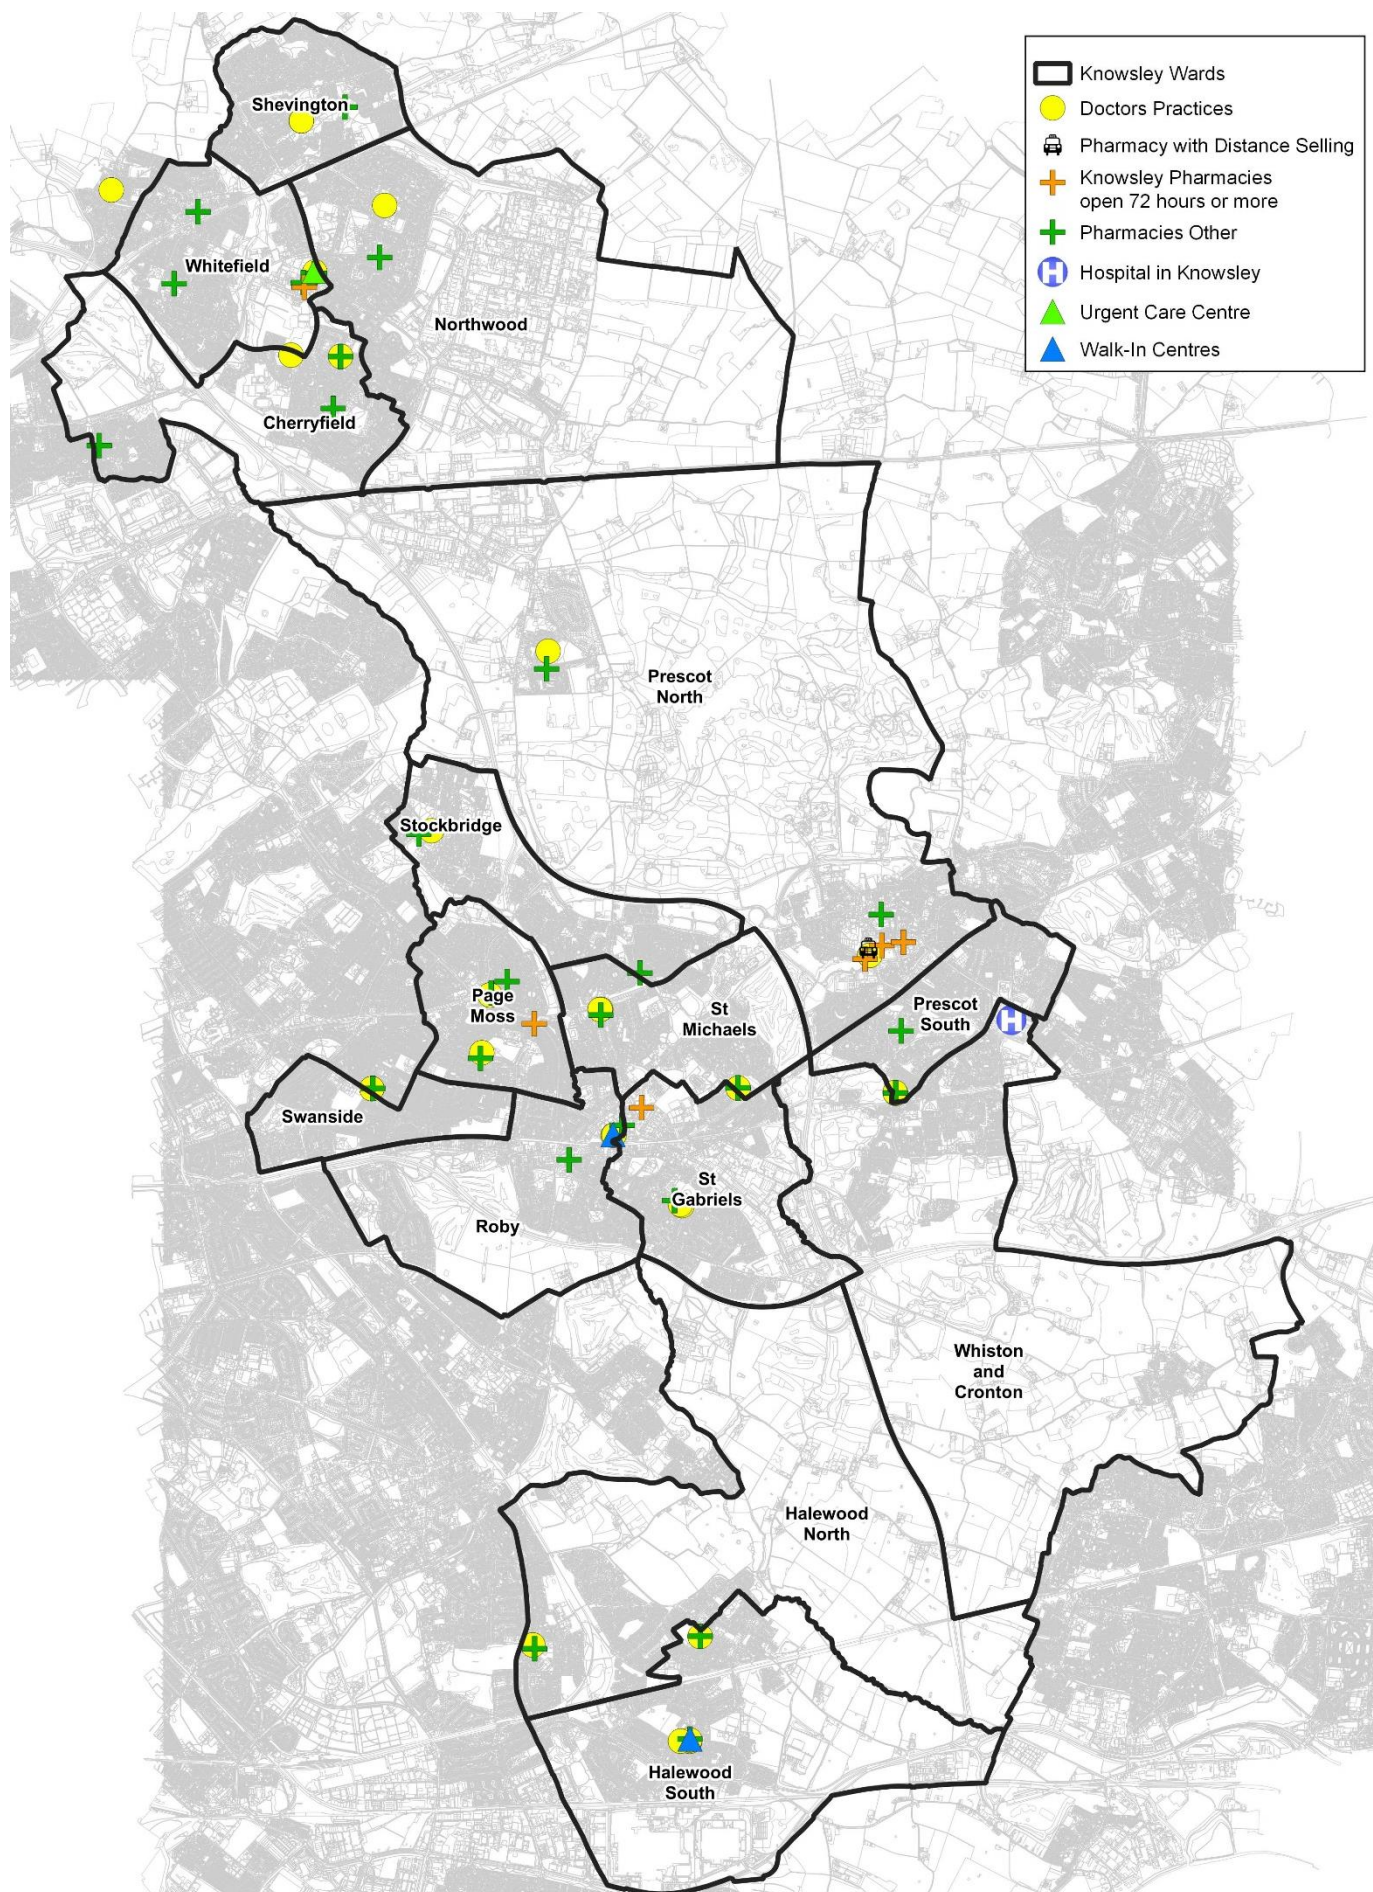 Knowsley Wards
Doctors Practices
Pharmacy with Distance Selling
Knowsley Pharmacies
open 72 hours or more
Pharmacies Other
H
Hospital in Knowsley
Urgent Care Centre
Walk-In Centres
Shevington
Whitefield
Northwood
Cherryfield
Prescot
North
Stockbridge
Page
Moss
St
Michaels
Prescot
South
H
Swanside
St
Gabriels
Roby
Whiston
and
Cronton
Halewood
North
Halewood
South